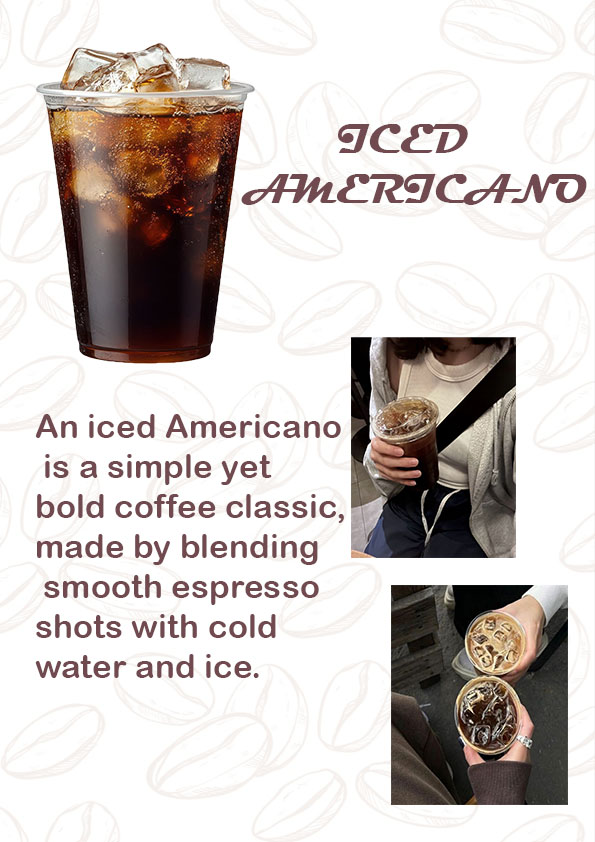 ICED
AMERICANO
An iced Americano
is a simple yet
bold coffee classic,
made by blending
smooth espresso
shots with cold
water and ice.